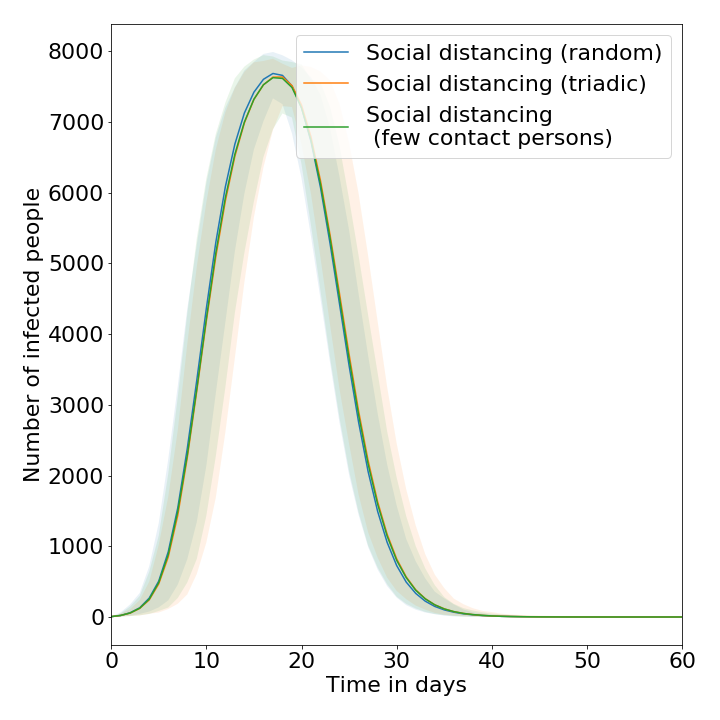 8000
7000
6000
5000
4000
3000
2000
1000
0
Number of infected people
Social distancing (random)
Social distancing (triadic)
Social distancing
(few contact persons)
0 10 20 30 40 50 60
Time in days